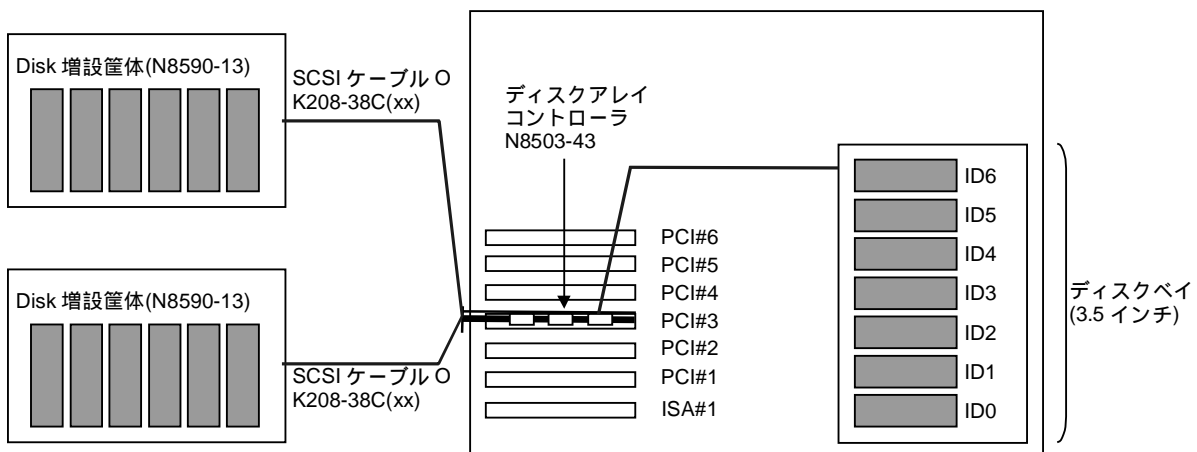 Disk 増設筐体(N8590-13)
SCSI ケーブル O
K208-38C(xx)
Disk 増設筐体(N8590-13)
SCSI ケーブル O
K208-38C(xx)
ディスクアレイ
コントローラ
N8503-43
PCI#6
PCI#5
PCI#4
PCI#3
PCI#2
PCI#1
ISA#1
ID6
ID5
ID4
ID3
ID2
ID1
ID0
ディスクベイ
(3.5 インチ)